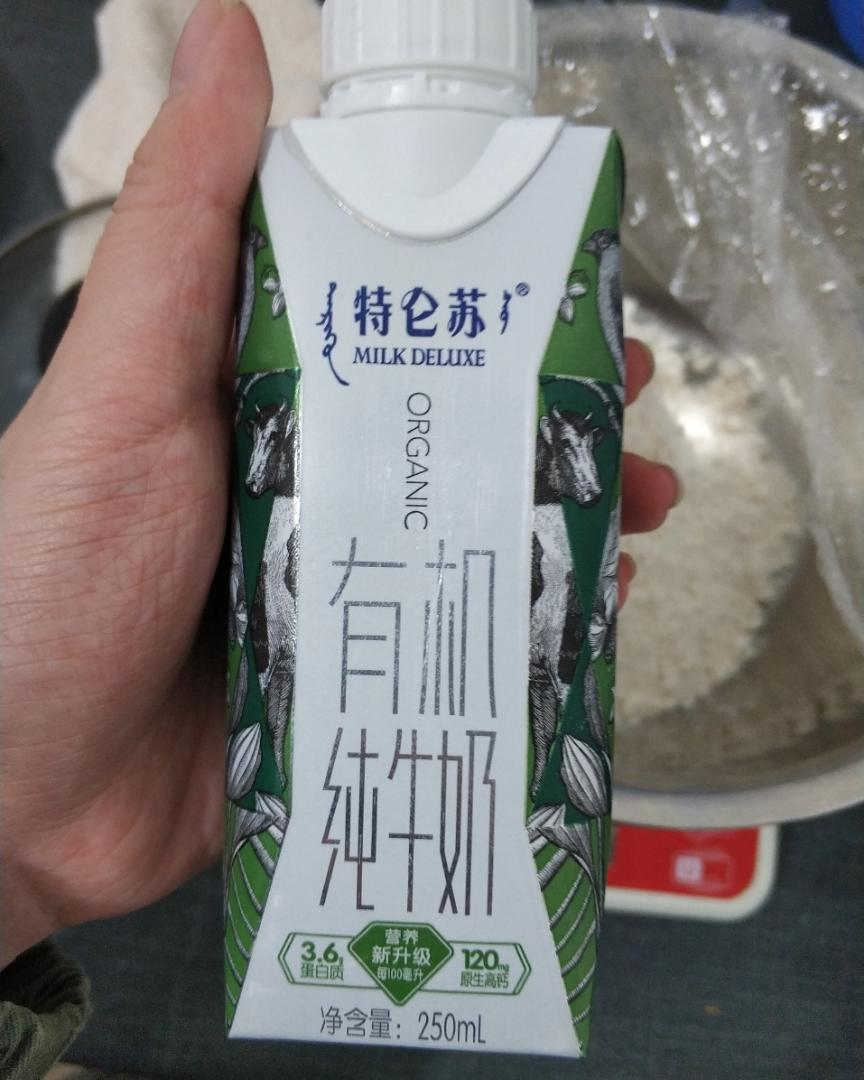 特仑苏®
MILK DELUXE
ORGANIC
有机
纯牛奶
3.6g
蛋白质
营养
新升级
每100毫升
120mg
原生高钙
净含量：250mL